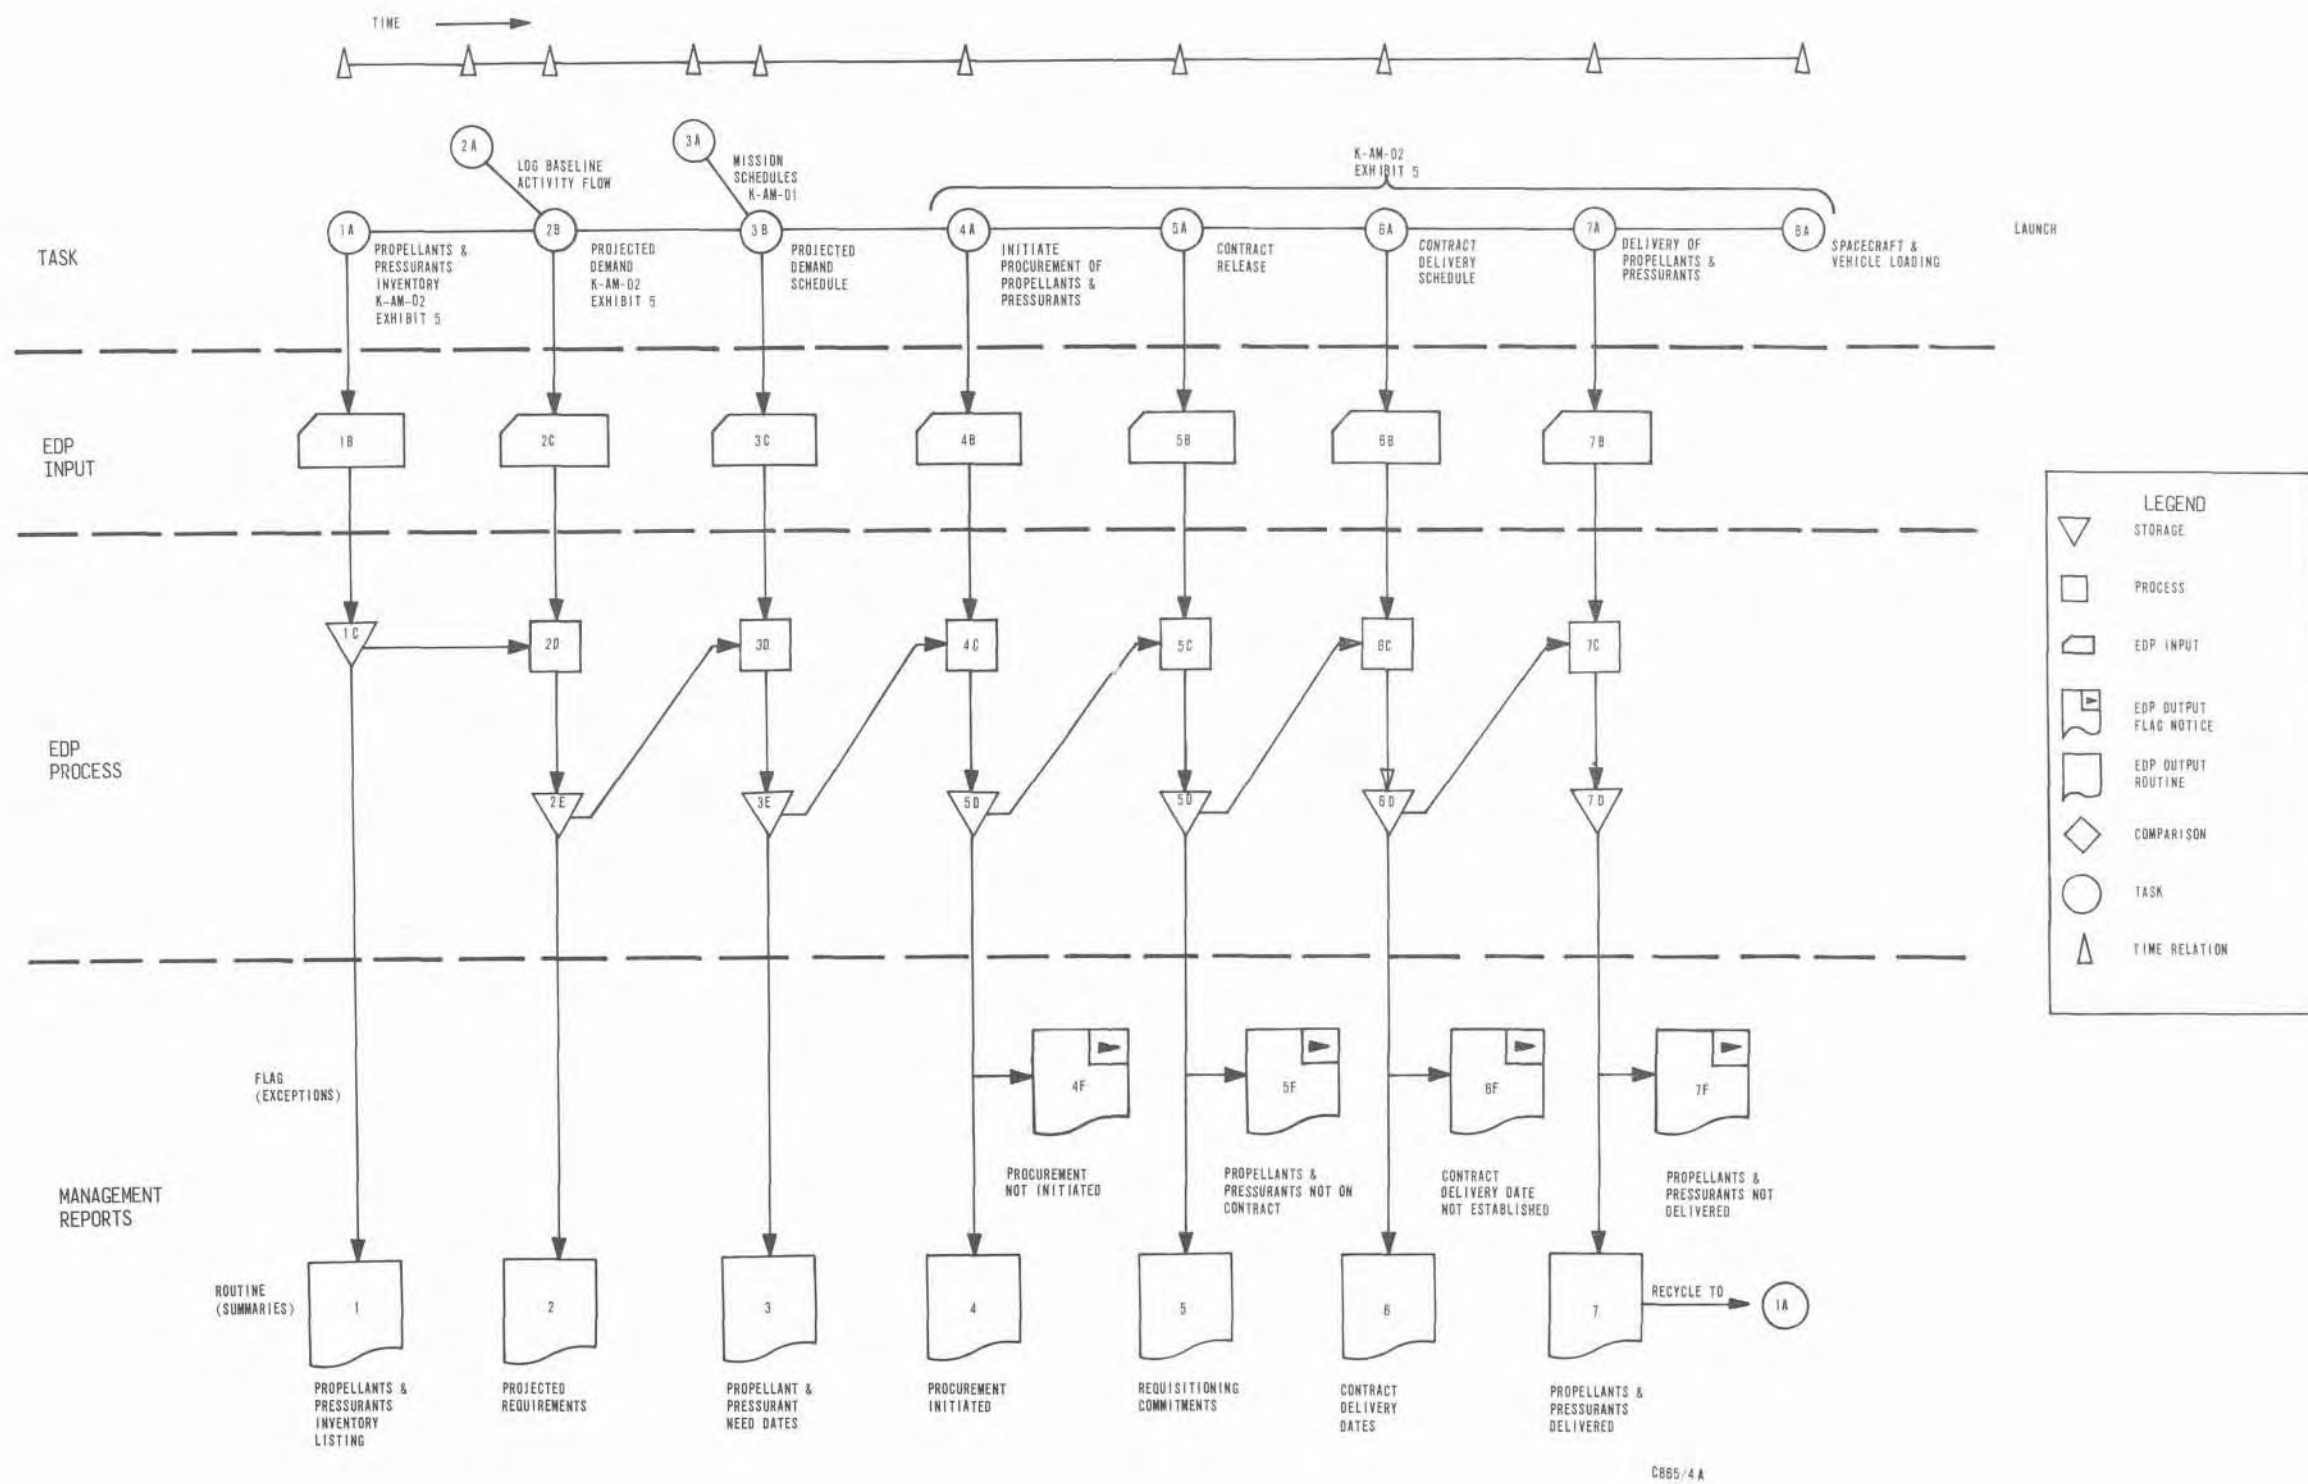 TIME
2A
3A
LOG BASELINE
ACTIVITY FLOW
MISSION
SCHEDULES
K-AM-01
K-AM-02
EXHIBIT 5
TASK
1A
2B
3B
4A
5A
6A
7A
8A
LAUNCH
PROPELLANTS &
PRESSURANTS
INVENTORY
K-AM-02
EXHIBIT 5
PROJECTED
DEMAND
K-AM-02
EXHIBIT 5
PROJECTED
DEMAND
SCHEDULE
INITIATE
PROCUREMENT OF
PROPELLANTS &
PRESSURANTS
CONTRACT
RELEASE
CONTRACT
DELIVERY
SCHEDULE
DELIVERY OF
PROPELLANTS &
PRESSURANTS
SPACECRAFT &
VEHICLE LOADING
EDP
INPUT
1B
2C
3C
4B
5B
6B
7B
EDP
PROCESS
1C
2D
3D
4C
5C
6C
7C
2E
3E
5D
5D
6D
7D
LEGEND
STORAGE
PROCESS
EDP INPUT
EDP OUTPUT
FLAG NOTICE
EDP OUTPUT
ROUTINE
COMPARISON
TASK
TIME RELATION
MANAGEMENT
REPORTS
FLAG
(EXCEPTIONS)
4F
5F
6F
7F
PROCUREMENT
NOT INITIATED
PROPELLANTS &
PRESSURANTS NOT ON
CONTRACT
CONTRACT
DELIVERY DATE
NOT ESTABLISHED
PROPELLANTS &
PRESSURANTS NOT
DELIVERED
ROUTINE
(SUMMARIES)
1
2
3
4
5
6
7
RECYCLE TO
1A
PROPELLANTS &
PRESSURANTS
INVENTORY
LISTING
PROJECTED
REQUIREMENTS
PROPELLANT &
PRESSURANT
NEED DATES
PROCUREMENT
INITIATED
REQUISITIONING
COMMITMENTS
CONTRACT
DELIVERY
DATES
PROPELLANTS &
PRESSURANTS
DELIVERED
C865/4A